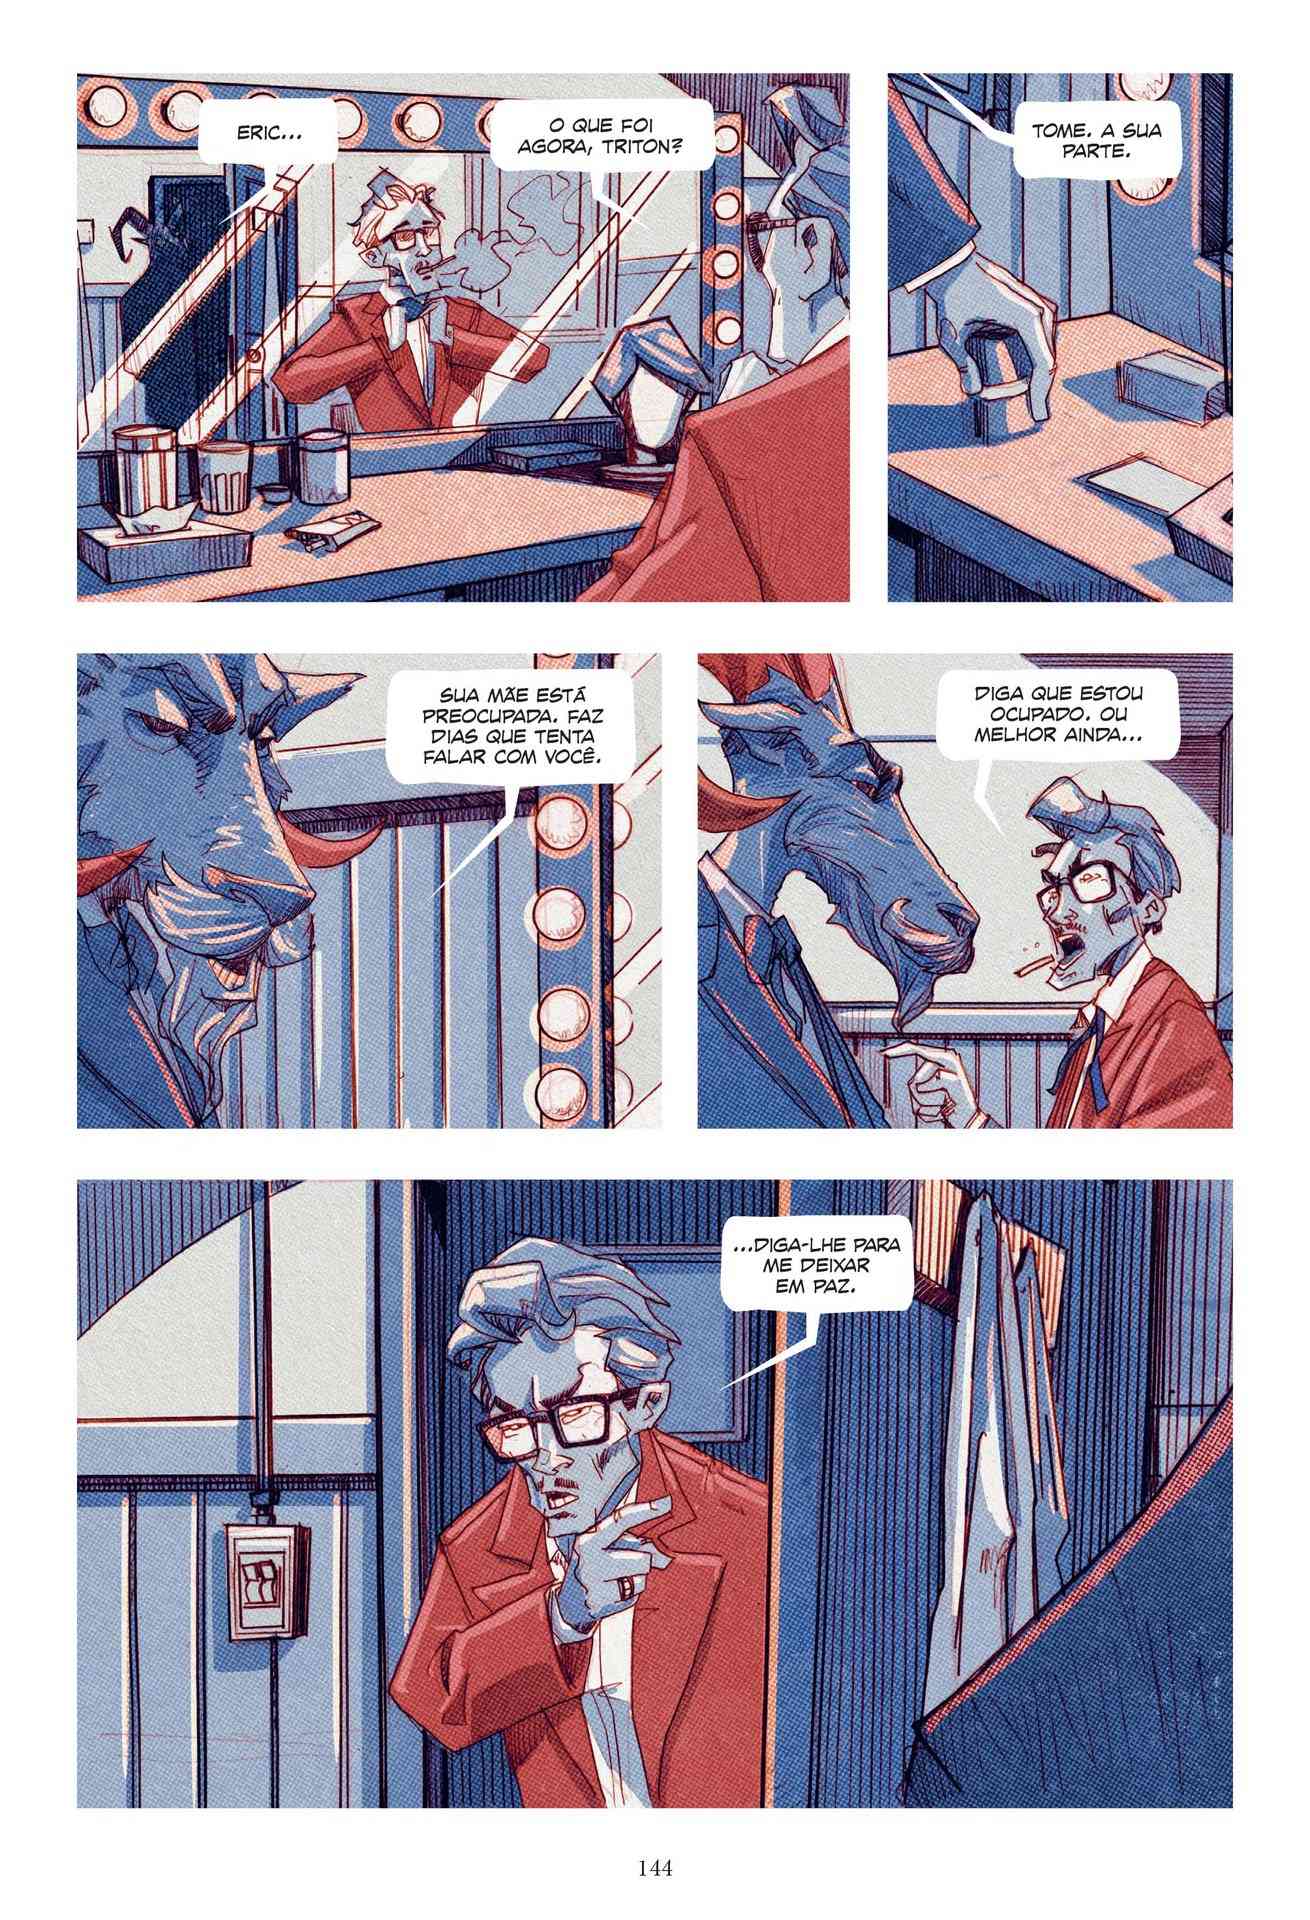 ERIC...
O QUE FOI
AGORA, TRITON?
TOME. A SUA
PARTE.
SUA MÃE ESTÁ
PREOCUPADA. FAZ
DIAS QUE TENTA
FALAR COM VOCÊ.
DIGA QUE ESTOU
OCUPADO. OU
MELHOR AINDA...
...DIGA-LHE PARA
ME DEIXAR
EM PAZ.
144